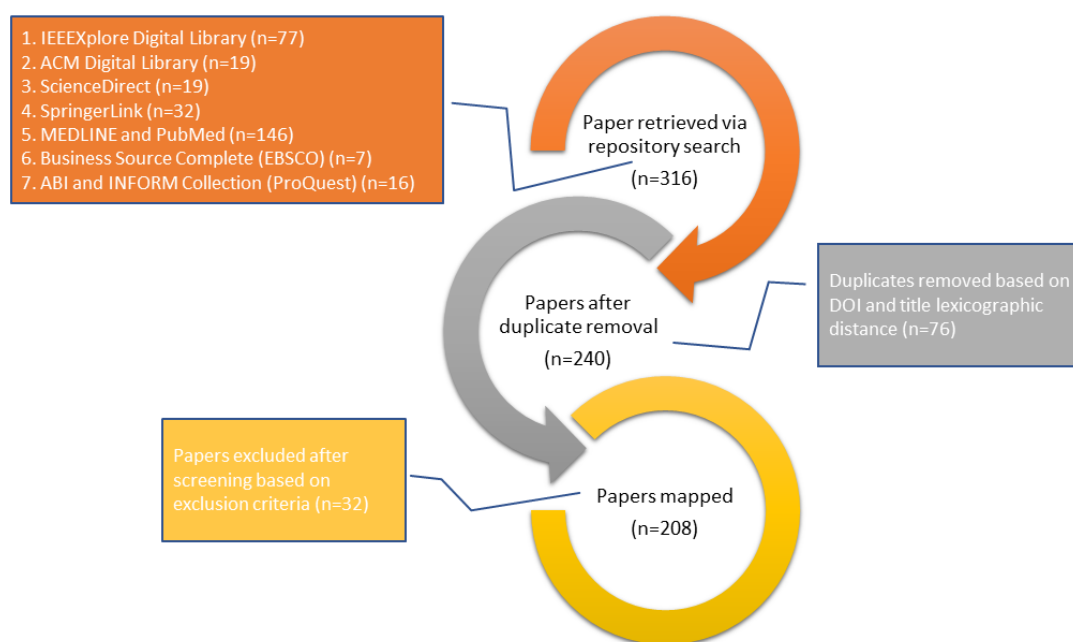 1. IEEEXplore Digital Library (n=77)
2. ACM Digital Library (n=19)
3. ScienceDirect (n=19)
4. SpringerLink (n=32)
5. MEDLINE and PubMed (n=146)
6. Business Source Complete (EBSCO) (n=7)
7. ABI and INFORM Collection (ProQuest) (n=16)
Paper retrieved via
repository search
(n=316)
Duplicates removed based on
DOI and title lexicographic
distance (n=76)
Papers after
duplicate removal
(n=240)
Papers excluded after
screening based on
exclusion criteria (n=32)
Papers mapped
(n=208)